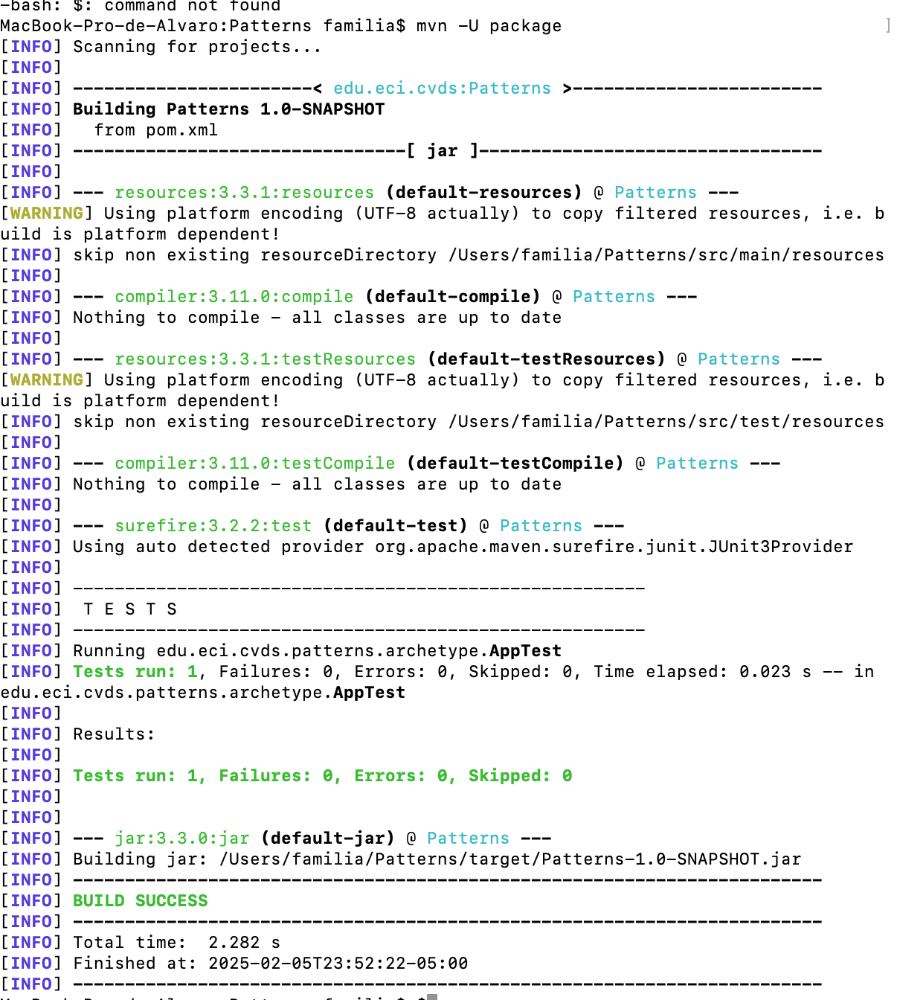 -bash: $: command not found
MacBook-Pro-de-Alvaro:Patterns familia$ mvn -U package ]
[INFO] Scanning for projects...
[INFO]
[INFO] -----------------------< edu.eci.cvds:Patterns >------------------------
[INFO] Building Patterns 1.0-SNAPSHOT
[INFO]   from pom.xml
[INFO] --------------------------------[ jar ]---------------------------------
[INFO]
[INFO] --- resources:3.3.1:resources (default-resources) @ Patterns ---
[WARNING] Using platform encoding (UTF-8 actually) to copy filtered resources, i.e. b
uild is platform dependent!
[INFO] skip non existing resourceDirectory /Users/familia/Patterns/src/main/resources
[INFO]
[INFO] --- compiler:3.11.0:compile (default-compile) @ Patterns ---
[INFO] Nothing to compile - all classes are up to date
[INFO]
[INFO] --- resources:3.3.1:testResources (default-testResources) @ Patterns ---
[WARNING] Using platform encoding (UTF-8 actually) to copy filtered resources, i.e. b
uild is platform dependent!
[INFO] skip non existing resourceDirectory /Users/familia/Patterns/src/test/resources
[INFO]
[INFO] --- compiler:3.11.0:testCompile (default-testCompile) @ Patterns ---
[INFO] Nothing to compile - all classes are up to date
[INFO]
[INFO] --- surefire:3.2.2:test (default-test) @ Patterns ---
[INFO] Using auto detected provider org.apache.maven.surefire.junit.JUnit3Provider
[INFO]
[INFO] -------------------------------------------------------
[INFO]  T E S T S
[INFO] -------------------------------------------------------
[INFO] Running edu.eci.cvds.patterns.archetype.AppTest
[INFO] Tests run: 1, Failures: 0, Errors: 0, Skipped: 0, Time elapsed: 0.023 s -- in
edu.eci.cvds.patterns.archetype.AppTest
[INFO]
[INFO] Results:
[INFO]
[INFO] Tests run: 1, Failures: 0, Errors: 0, Skipped: 0
[INFO]
[INFO]
[INFO] --- jar:3.3.0:jar (default-jar) @ Patterns ---
[INFO] Building jar: /Users/familia/Patterns/target/Patterns-1.0-SNAPSHOT.jar
[INFO] ------------------------------------------------------------------------
[INFO] BUILD SUCCESS
[INFO] ------------------------------------------------------------------------
[INFO] Total time:  2.282 s
[INFO] Finished at: 2025-02-05T23:52:22-05:00
[INFO] ------------------------------------------------------------------------
MacBook-Pro-de-Alvaro:Patterns familia$ $